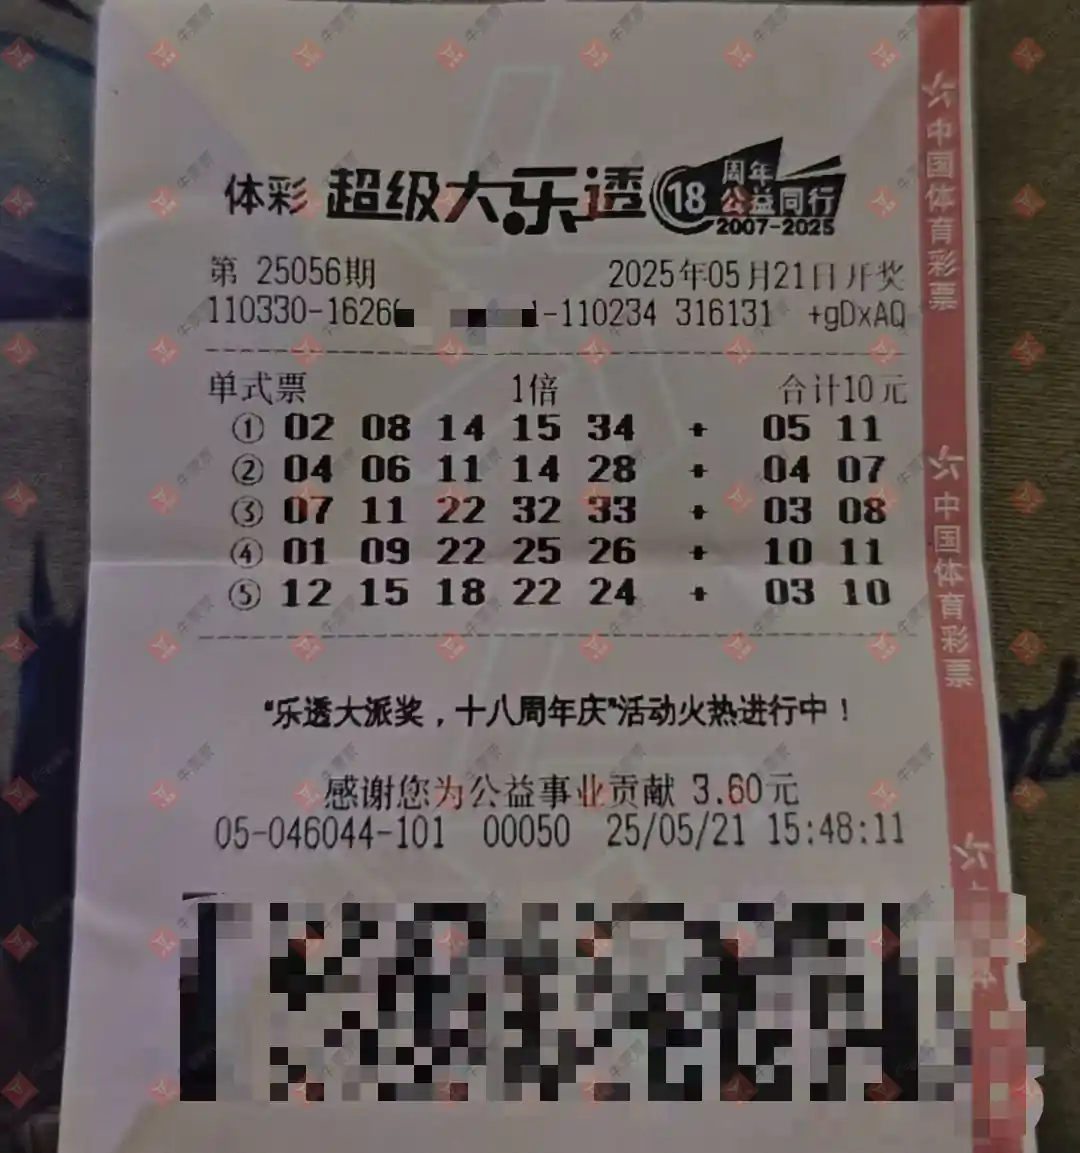 体彩 超级大乐透 18 周年 公益同行 2007-2025
第 25056期 2025年05月21日开奖
110330-1626 -110234 316131 +gDxAQ
单式票 1倍 合计10元
① 02 08 14 15 34 + 05 11
② 04 06 11 14 28 + 04 07
③ 07 11 22 32 33 + 03 08
④ 01 09 22 25 26 + 10 11
⑤ 12 15 18 22 24 + 03 10
“乐透大派奖，十八周年庆”活动火热进行中！
感谢您为公益事业贡献 3.60元
05-046044-101 00050 25/05/21 15:48:11
中国体育彩票
中国体育彩票